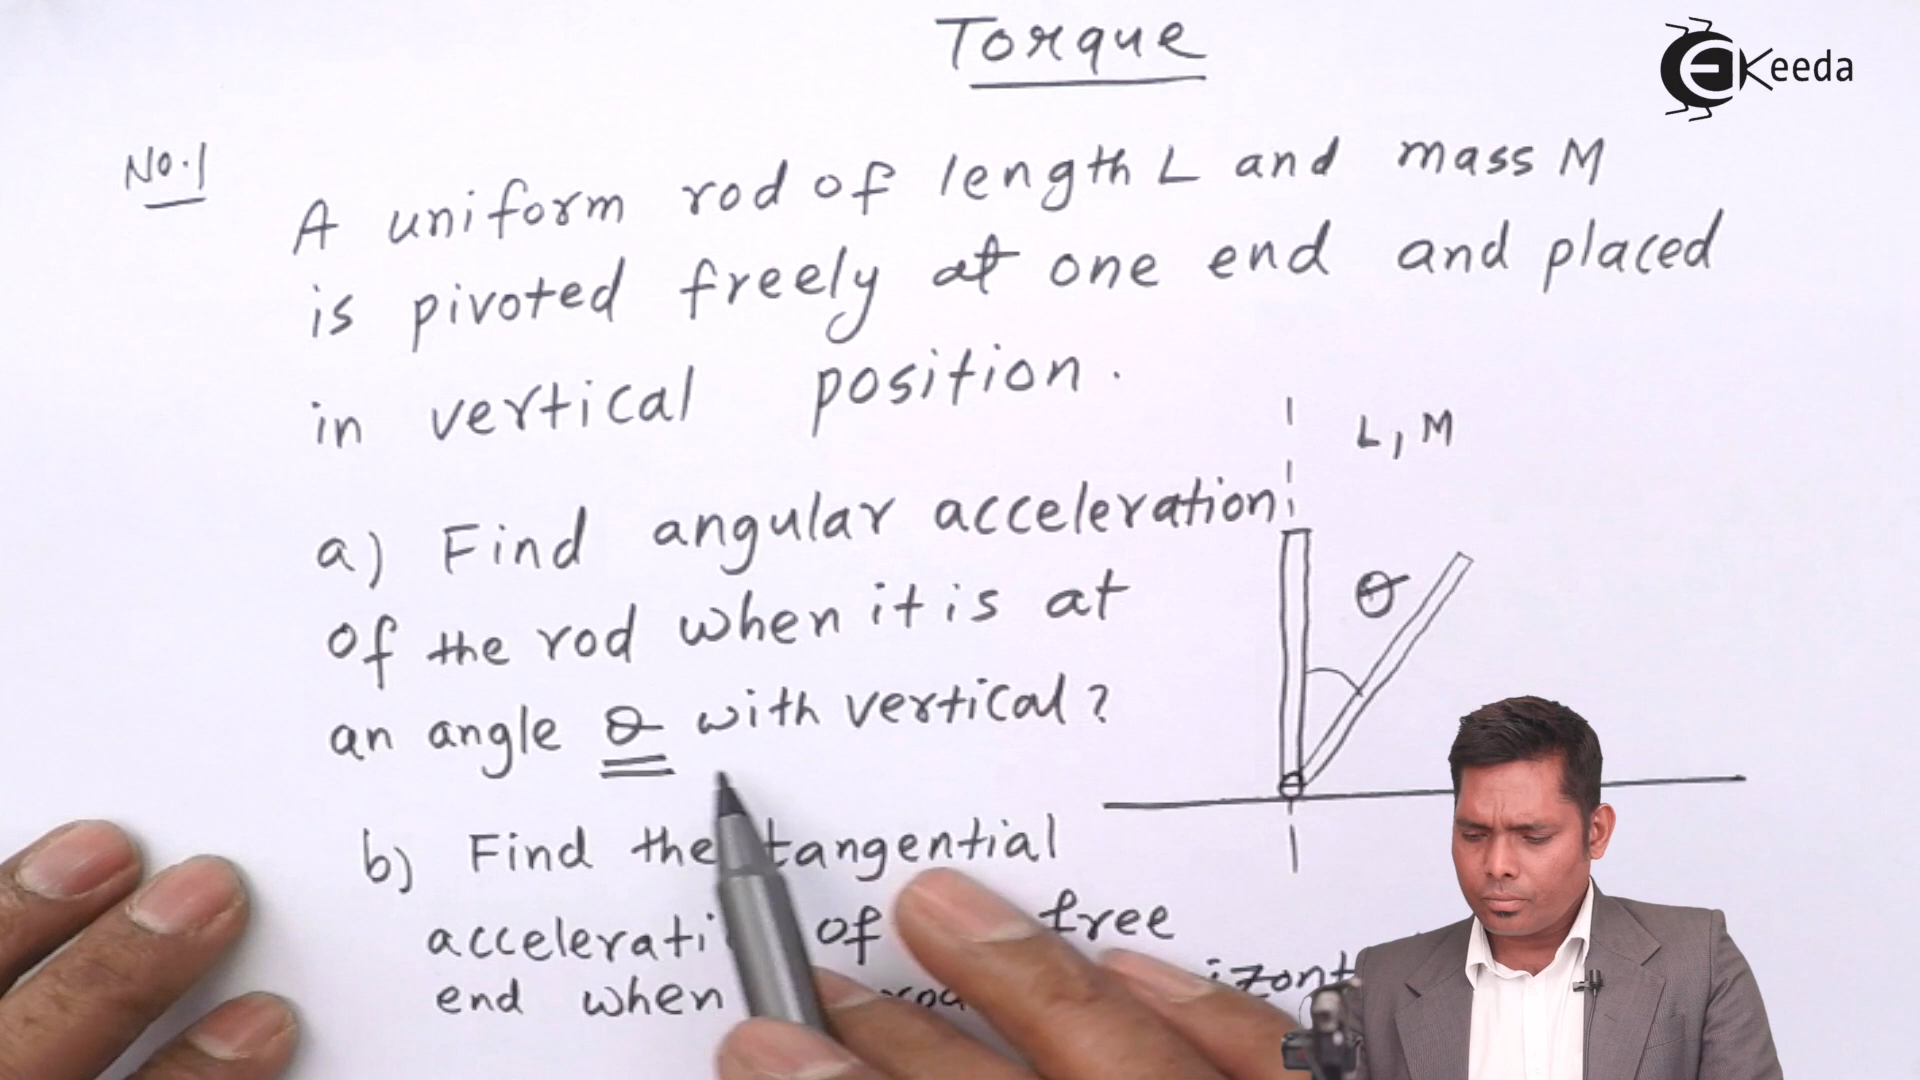 Torque
EKeeda
No.1
A uniform rod of length L and mass M
is pivoted freely at one end and placed
in vertical position.
L, M
a) Find angular acceleration
of the rod when it is at
θ
an angle θ with vertical?
b) Find the tangential
of free
end when